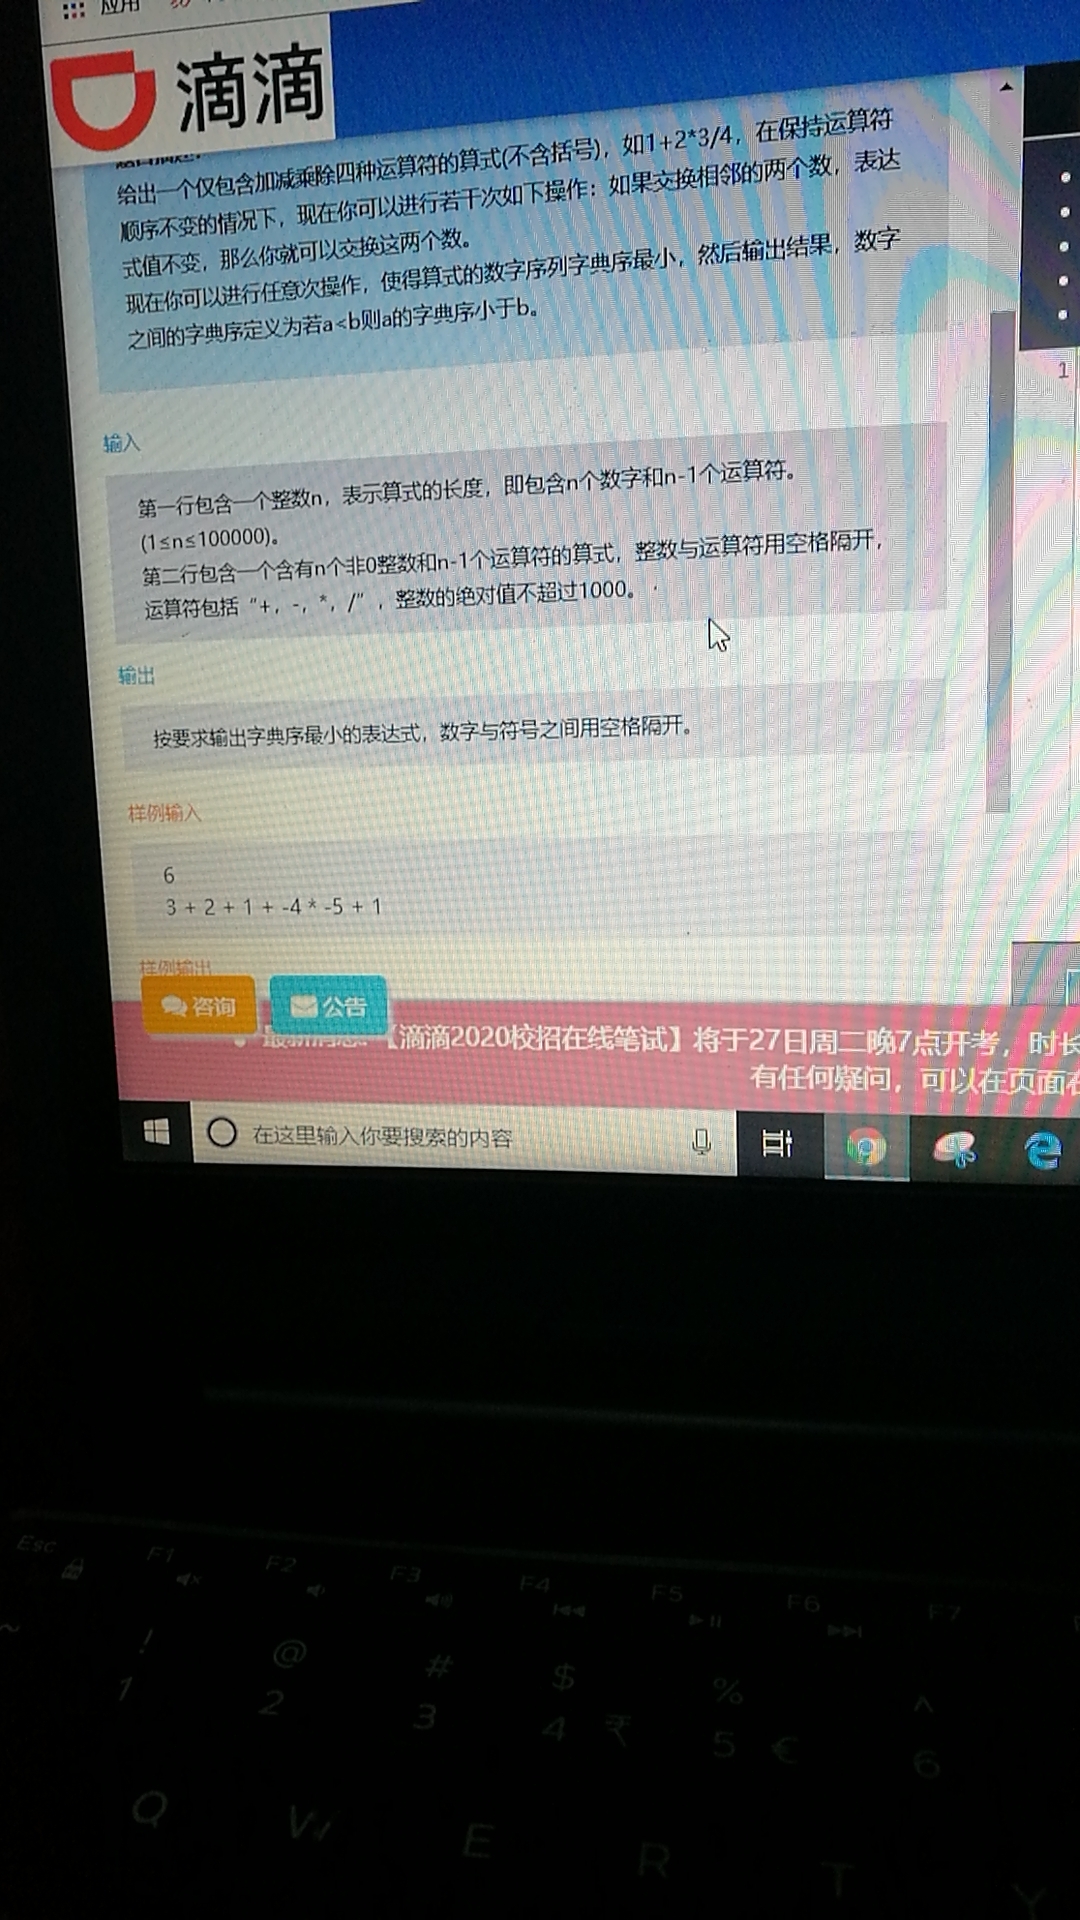 应用
滴滴
给出一个仅包含加减乘除四种运算符的算式(不含括号)，如1+2*3/4，在保持运算符
顺序不变的情况下，现在你可以进行若干次如下操作：如果交换相邻的两个数，表达
式值不变，那么你就可以交换这两个数。
现在你可以进行任意次操作，使得算式的数字序列字典序最小，然后输出结果，数字
之间的字典序定义为若a<b则a的字典序小于b。
1
输入
第一行包含一个整数n，表示算式的长度，即包含n个数字和n-1个运算符。
(1≤n≤100000)。
第二行包含一个含有n个非0整数和n-1个运算符的算式，整数与运算符用空格隔开，
运算符包括“+，-，*，/”，整数的绝对值不超过1000。
输出
按要求输出字典序最小的表达式，数字与符号之间用空格隔开。
样例输入
6
3 + 2 + 1 + -4 * -5 + 1
样例输出
咨询
公告
最新消息：【滴滴2020校招在线笔试】将于27日周二晚7点开考，时长
有任何疑问，可以在页面右
在这里输入你要搜索的内容
Esc F1 F2 F3 F4 F5 F6 F7
~ ! @ # $ % ^
1 2 3 4 ₹ 5 € 6
Q W E R T Y